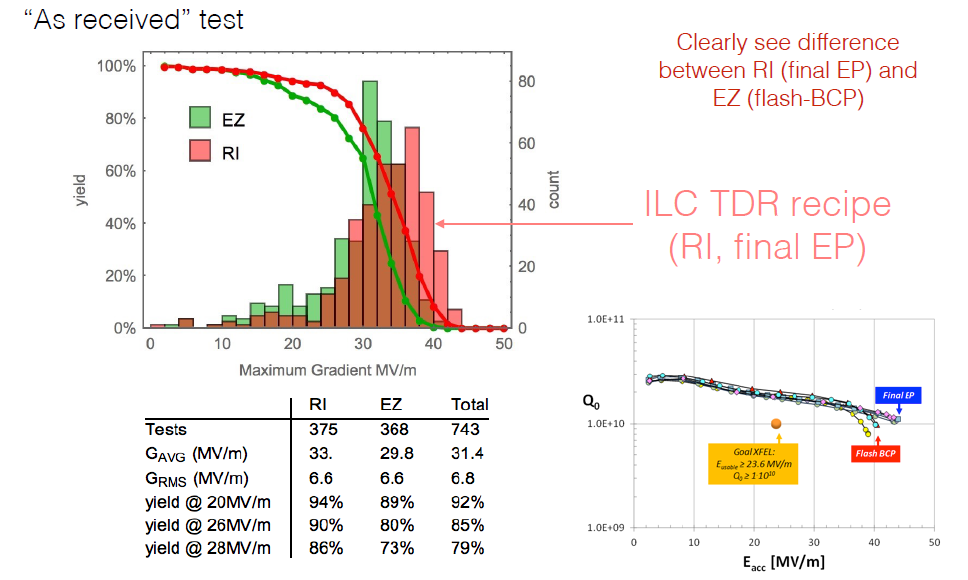 “As received” test
Clearly see difference
between RI (final EP) and
EZ (flash-BCP)
100%
80%
60%
40%
20%
0%
yield
EZ
RI
80
60
40
20
0
count
0 10 20 30 40 50
Maximum Gradient MV/m
ILC TDR recipe
(RI, final EP)
RI EZ Total
Tests 375 368 743
GAVG (MV/m) 33. 29.8 31.4
GRMS (MV/m) 6.6 6.6 6.8
yield @ 20MV/m 94% 89% 92%
yield @ 26MV/m 90% 80% 85%
yield @ 28MV/m 86% 73% 79%
1.0E+11
Q0
1.0E+10
1.0E+09
Final EP
Flash BCP
Goal XFEL:
Eusable ≥ 23.6 MV/m
Q0 ≥ 1·10^10
0 10 20 30 40 50
Eacc [MV/m]